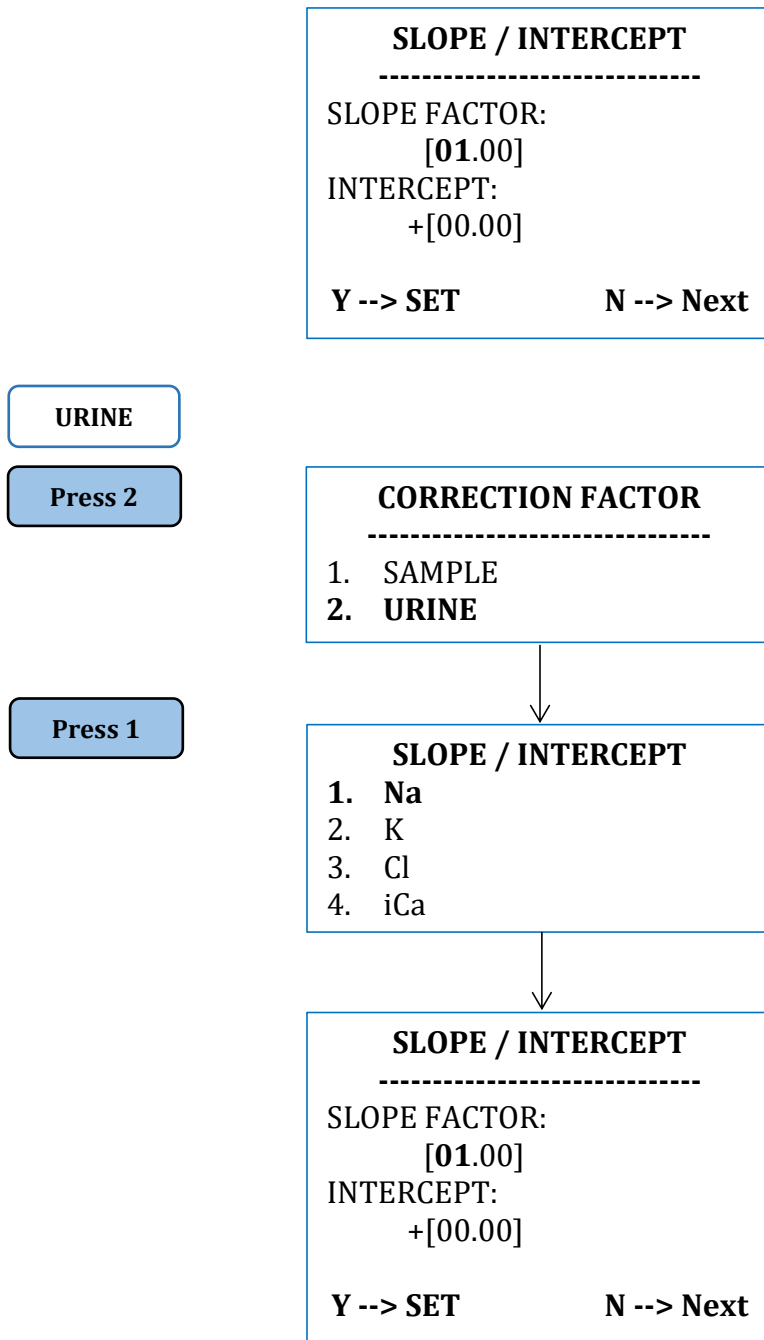 SLOPE / INTERCEPT
------------------------------
SLOPE FACTOR:
[01.00]
INTERCEPT:
+[00.00]
Y --> SET N --> Next
URINE
Press 2
CORRECTION FACTOR
--------------------------------
1. SAMPLE
2. URINE
Press 1
SLOPE / INTERCEPT
1. Na
2. K
3. Cl
4. iCa
SLOPE / INTERCEPT
------------------------------
SLOPE FACTOR:
[01.00]
INTERCEPT:
+[00.00]
Y --> SET N --> Next